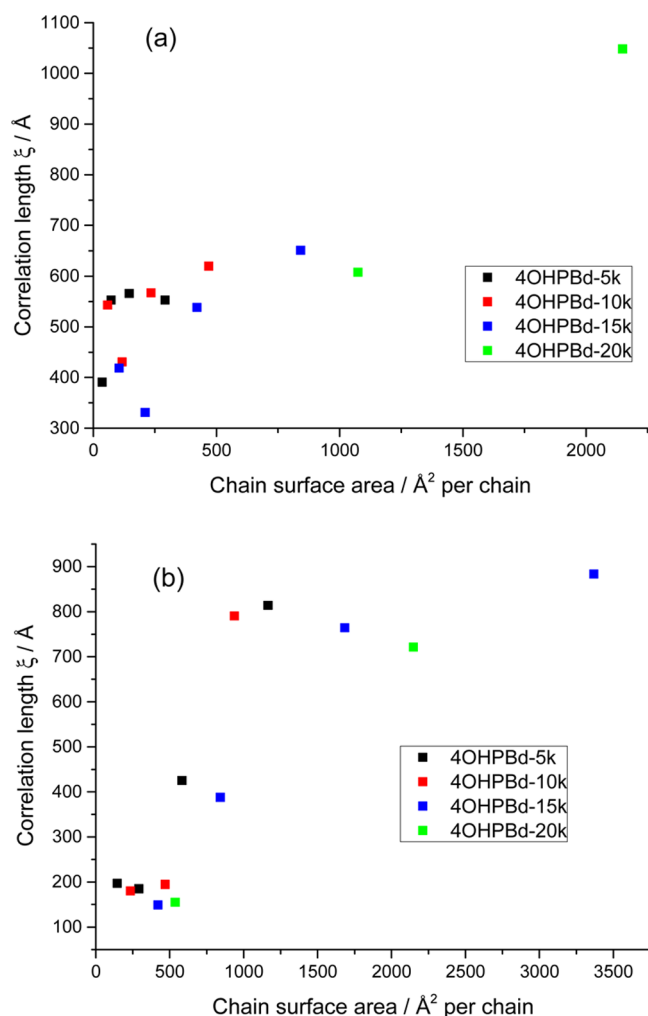 (a)
Correlation length ξ / Å
1100
1000
900
800
700
600
500
400
300
4OHPBd-5k
4OHPBd-10k
4OHPBd-15k
4OHPBd-20k
0 500 1000 1500 2000
Chain surface area / Å² per chain
(b)
Correlation length ξ / Å
900
800
700
600
500
400
300
200
100
4OHPBd-5k
4OHPBd-10k
4OHPBd-15k
4OHPBd-20k
0 500 1000 1500 2000 2500 3000 3500
Chain surface area / Å² per chain